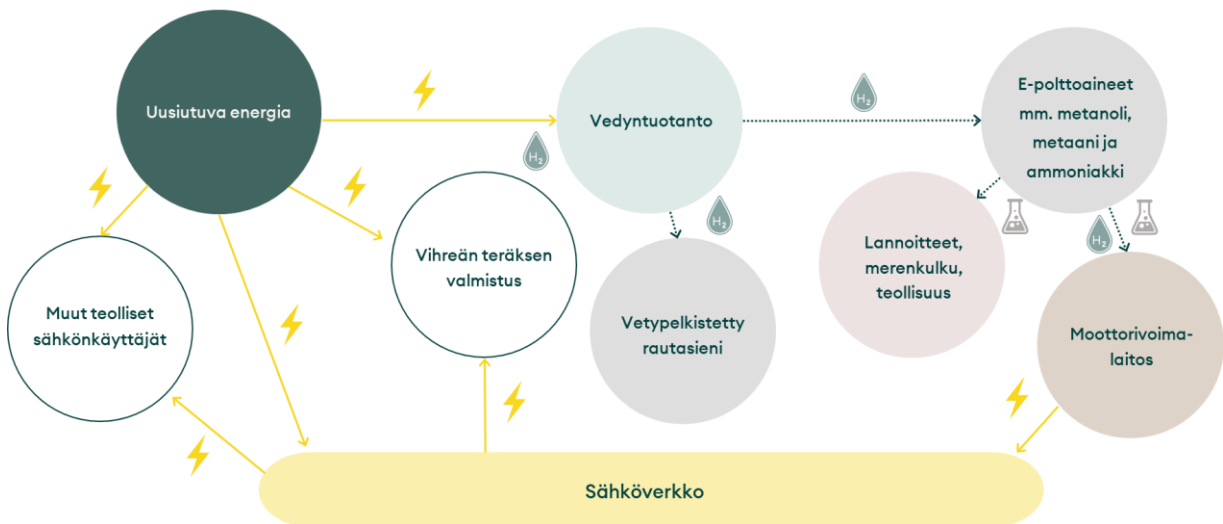 Uusiutuva energia
Vedyntuotanto
E-polttoaineet
mm. metanoli,
metaani ja
ammoniakki
H₂
H₂
H₂
H₂
Muut teolliset
sähkönkäyttäjät
Vihreän teräksen
valmistus
Vetypelkistetty
rautasieni
Lannoitteet,
merenkulku,
teollisuus
Moottorivoima-
laitos
Sähköverkko